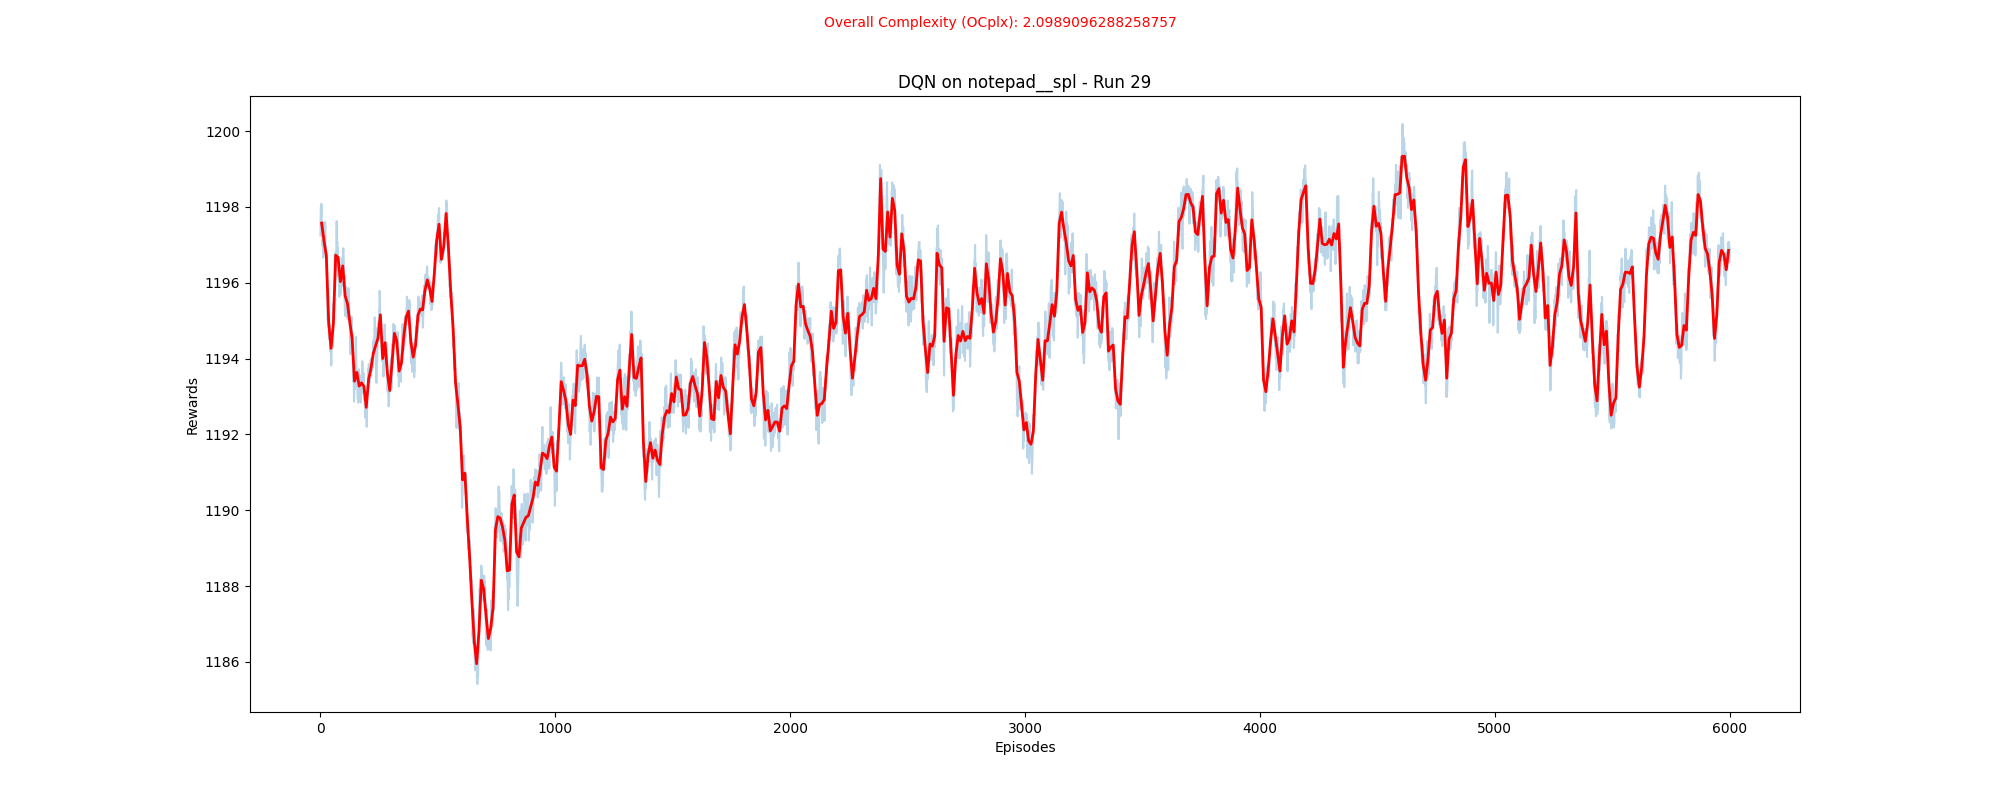 Overall Complexity (OCplx): 2.0989096288258757
DQN on notepad__spl - Run 29
1200
1198
1196
1194
1192
1190
1188
1186
Rewards
0 1000 2000 3000 4000 5000 6000
Episodes